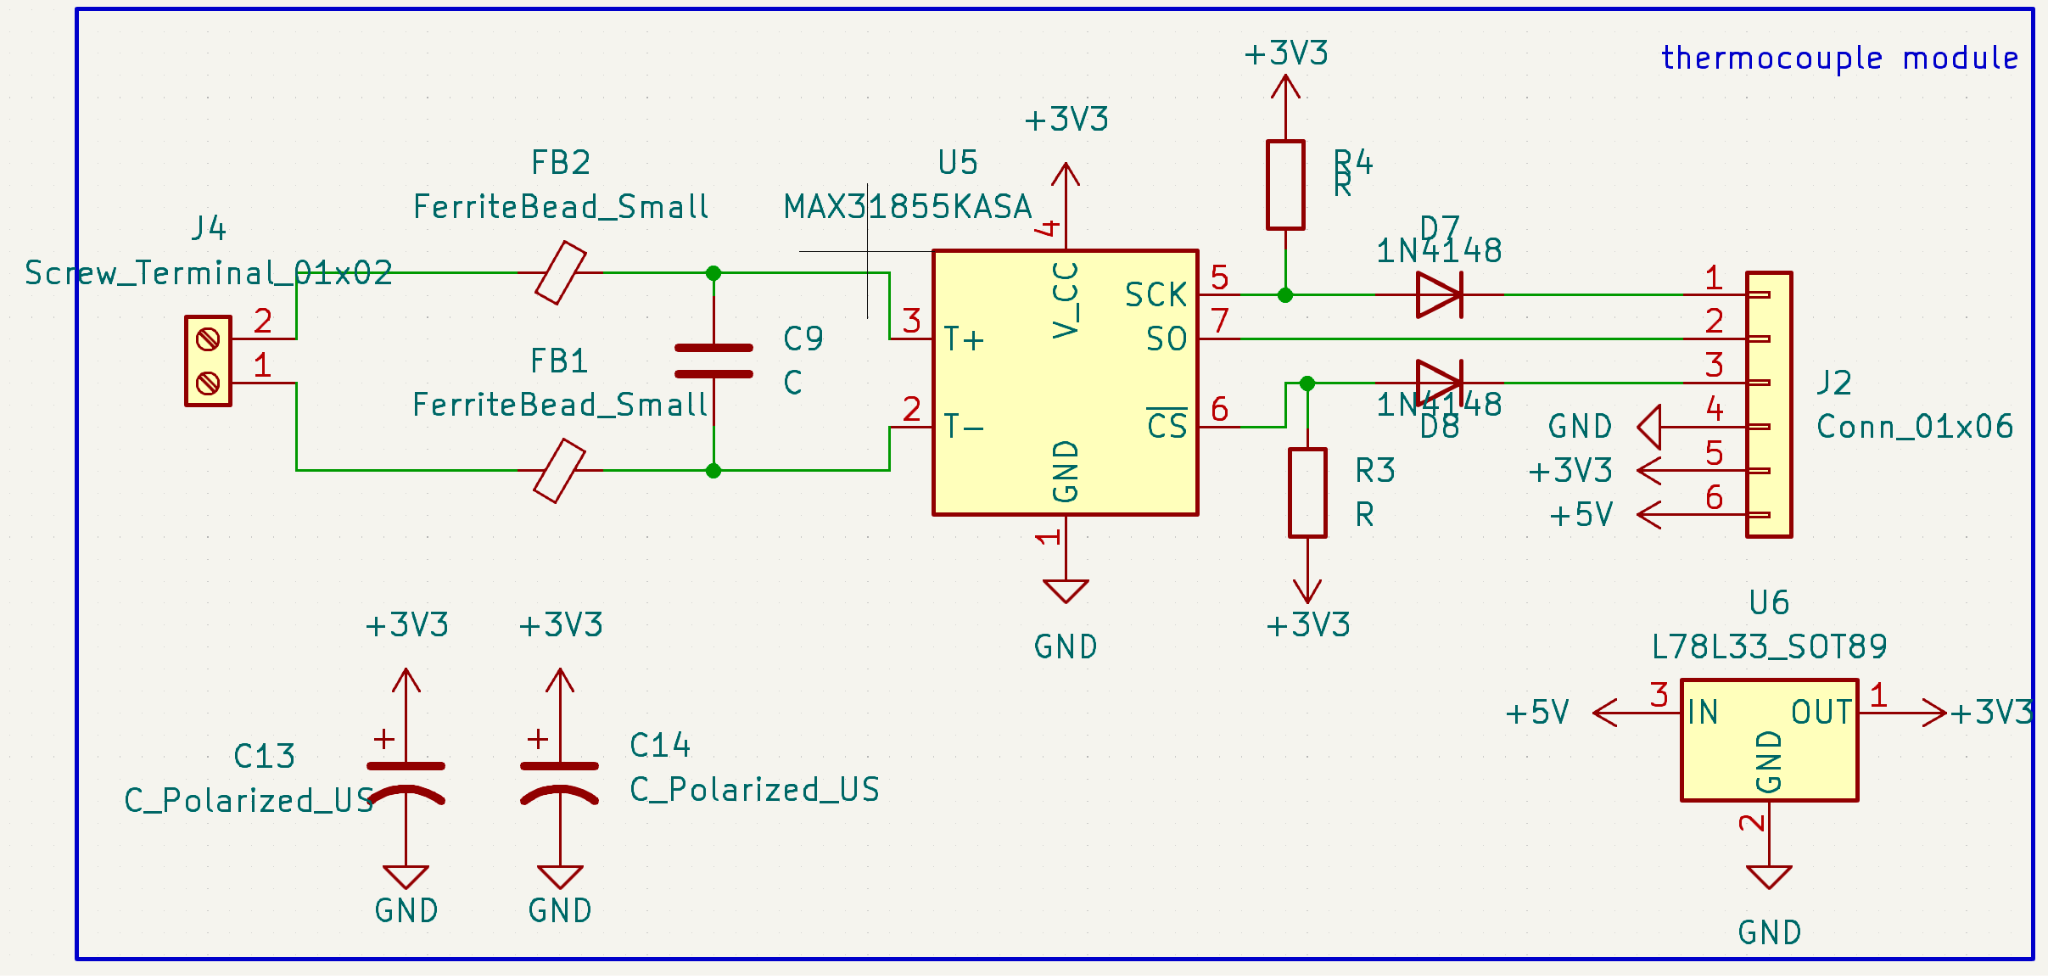 thermocouple module
+3V3
+3V3
FB2
FerriteBead_Small
U5
MAX31855KASA
R4
R
J4
Screw_Terminal_01x02
2
1
FB1
FerriteBead_Small
C9
C
3
T+
2
T-
4
V_CC
GND
1
GND
SCK
5
SO
7
CS
6
D7
1N4148
1N4148
D8
R3
R
+3V3
1
2
3
GND
4
+3V3
5
+5V
6
J2
Conn_01x06
+3V3
+
C13
C_Polarized_US
GND
+3V3
+
C14
C_Polarized_US
GND
U6
L78L33_SOT89
+5V
3
IN
OUT
1
+3V3
GND
2
GND